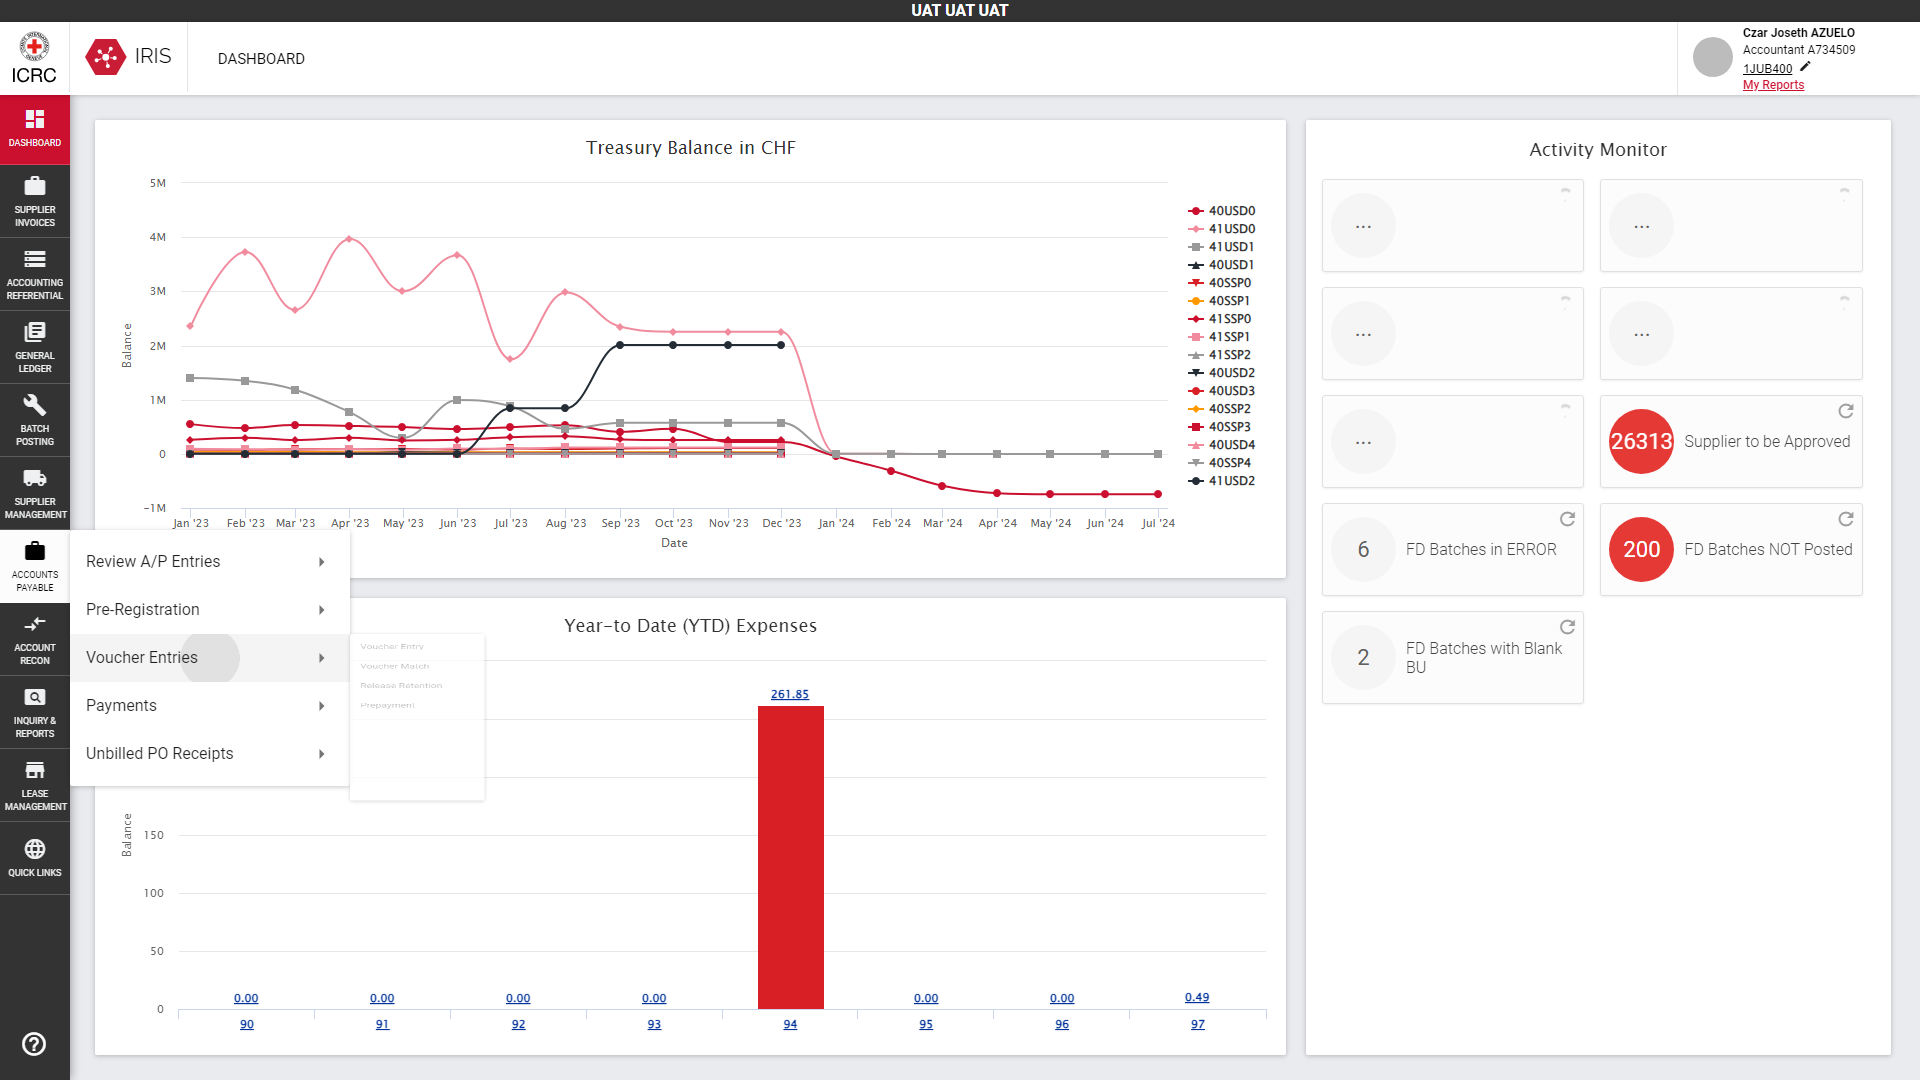 UAT UAT UAT
ICRC
IRIS
DASHBOARD
Czar Joseth AZUELO
Accountant A734509
1JUB400
My Reports
DASHBOARD
SUPPLIER
INVOICES
ACCOUNTING
REFERENTIAL
GENERAL
LEDGER
BATCH
POSTING
SUPPLIER
MANAGEMENT
ACCOUNTS
PAYABLE
ACCOUNT
RECON
INQUIRY &
REPORTS
LEASE
MANAGEMENT
QUICK LINKS
Review A/P Entries
Pre-Registration
Voucher Entries
Payments
Unbilled PO Receipts
Voucher Entry
Voucher Match
Release Retention
Prepayment
Treasury Balance in CHF
5M
4M
3M
2M
1M
0
-1M
Balance
Jan '23 Feb '23 Mar '23 Apr '23 May '23 Jun '23 Jul '23 Aug '23 Sep '23 Oct '23 Nov '23 Dec '23 Jan '24 Feb '24 Mar '24 Apr '24 May '24 Jun '24 Jul '24
Date
40USD0
41USD0
41USD1
40USD1
40SSP0
40SSP1
41SSP0
41SSP1
41SSP2
40USD2
40USD3
40SSP2
40SSP3
40USD4
40SSP4
41USD2
Year-to Date (YTD) Expenses
261.85
Balance
150
100
50
0
0.00 0.00 0.00 0.00 0.00 0.00 0.49
90 91 92 93 94 95 96 97
Activity Monitor
... ...
... ...
...
26313 Supplier to be Approved
6 FD Batches in ERROR
200 FD Batches NOT Posted
2 FD Batches with Blank
BU